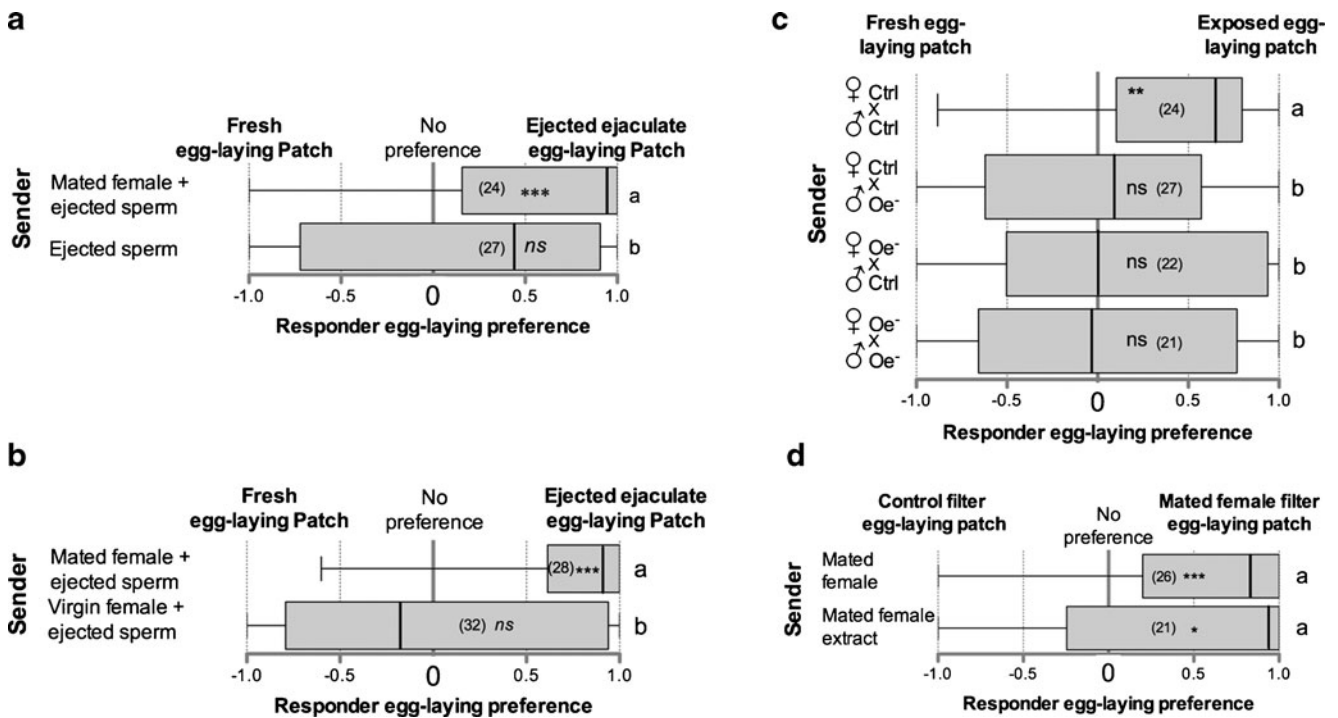 a
Fresh
egg-laying Patch
No
preference
Ejected ejaculate
egg-laying Patch
Sender
Mated female +
ejected sperm
(24) ***
a
Ejected sperm
(27) ns
b
-1.0 -0.5 0 0.5 1.0
Responder egg-laying preference
b
Fresh
egg-laying Patch
No
preference
Ejected ejaculate
egg-laying Patch
Sender
Mated female +
ejected sperm
(28) ***
a
Virgin female +
ejected sperm
(32) ns
b
-1.0 -0.5 0 0.5 1.0
Responder egg-laying preference
c
Fresh egg-
laying patch
Exposed egg-
laying patch
Sender
♀ Ctrl
x
♂ Ctrl
** (24)
a
♀ Ctrl
x
♂ Oe-
ns (27)
b
♀ Oe-
x
♂ Ctrl
ns (22)
b
♀ Oe-
x
♂ Oe-
ns (21)
b
-1.0 -0.5 0 0.5 1.0
Responder egg-laying preference
d
Control filter
egg-laying patch
No
preference
Mated female filter
egg-laying patch
Sender
Mated
female
(26) ***
a
Mated female
extract
(21) *
a
-1.0 -0.5 0 0.5 1.0
Responder egg-laying preference